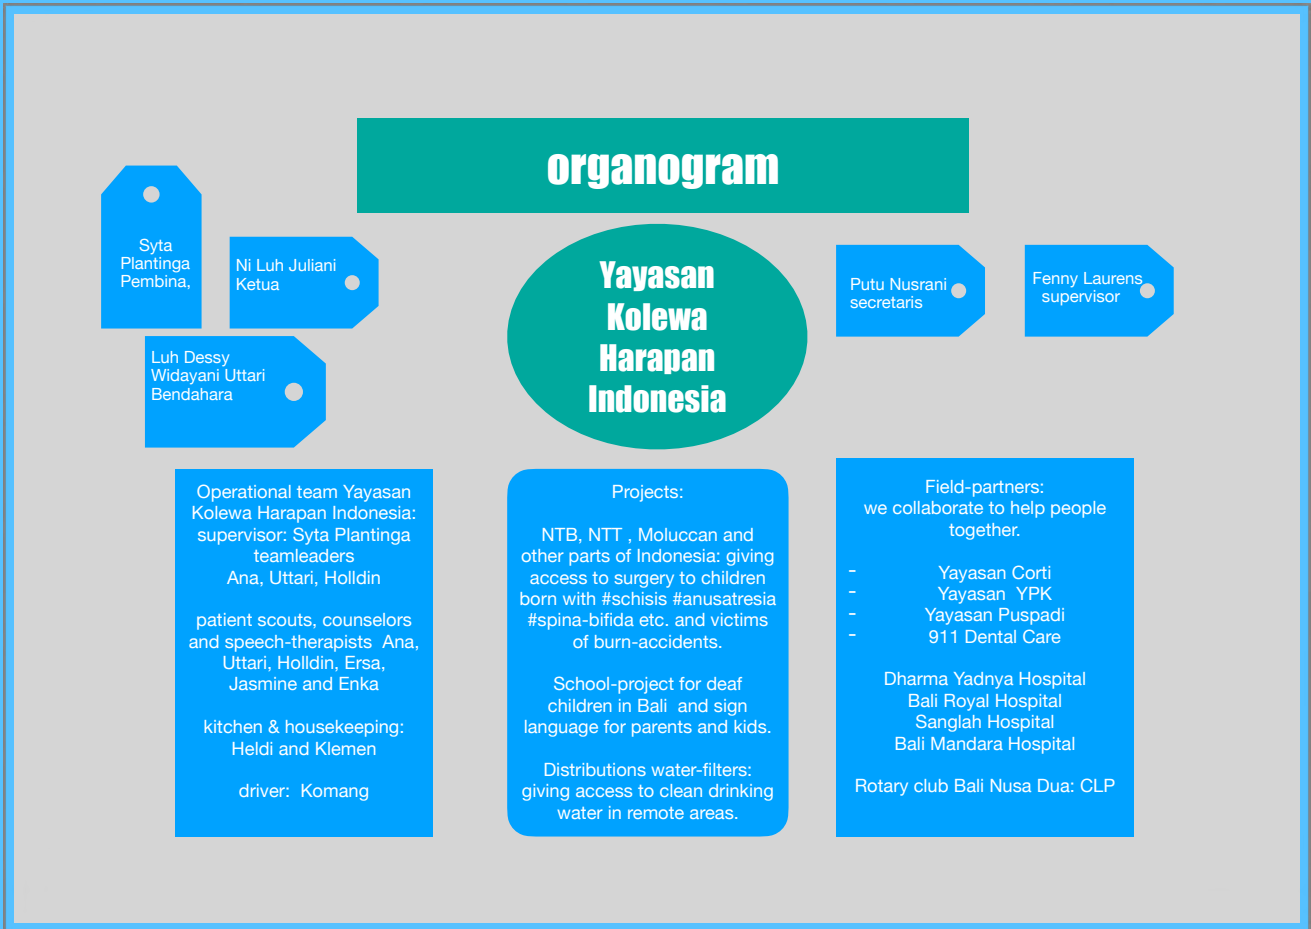 organogram
Syta
Plantinga
Pembina,
Ni Luh Juliani
Ketua
Luh Dessy
Widayani Uttari
Bendahara
Yayasan
Kolewa
Harapan
Indonesia
Putu Nusrani
secretaris
Fenny Laurens
supervisor
Operational team Yayasan
Kolewa Harapan Indonesia:
supervisor: Syta Plantinga
teamleaders
Ana, Uttari, Holldin
patient scouts, counselors
and speech-therapists Ana,
Uttari, Holldin, Ersa,
Jasmine and Enka
kitchen & housekeeping:
Heldi and Klemen
driver: Komang
Projects:
NTB, NTT , Moluccan and
other parts of Indonesia: giving
access to surgery to children
born with #schisis #anusatresia
#spina-bifida etc. and victims
of burn-accidents.
School-project for deaf
children in Bali and sign
language for parents and kids.
Distributions water-filters:
giving access to clean drinking
water in remote areas.
Field-partners:
we collaborate to help people
together.
- Yayasan Corti
- Yayasan YPK
- Yayasan Puspadi
- 911 Dental Care
Dharma Yadnya Hospital
Bali Royal Hospital
Sanglah Hospital
Bali Mandara Hospital
Rotary club Bali Nusa Dua: CLP